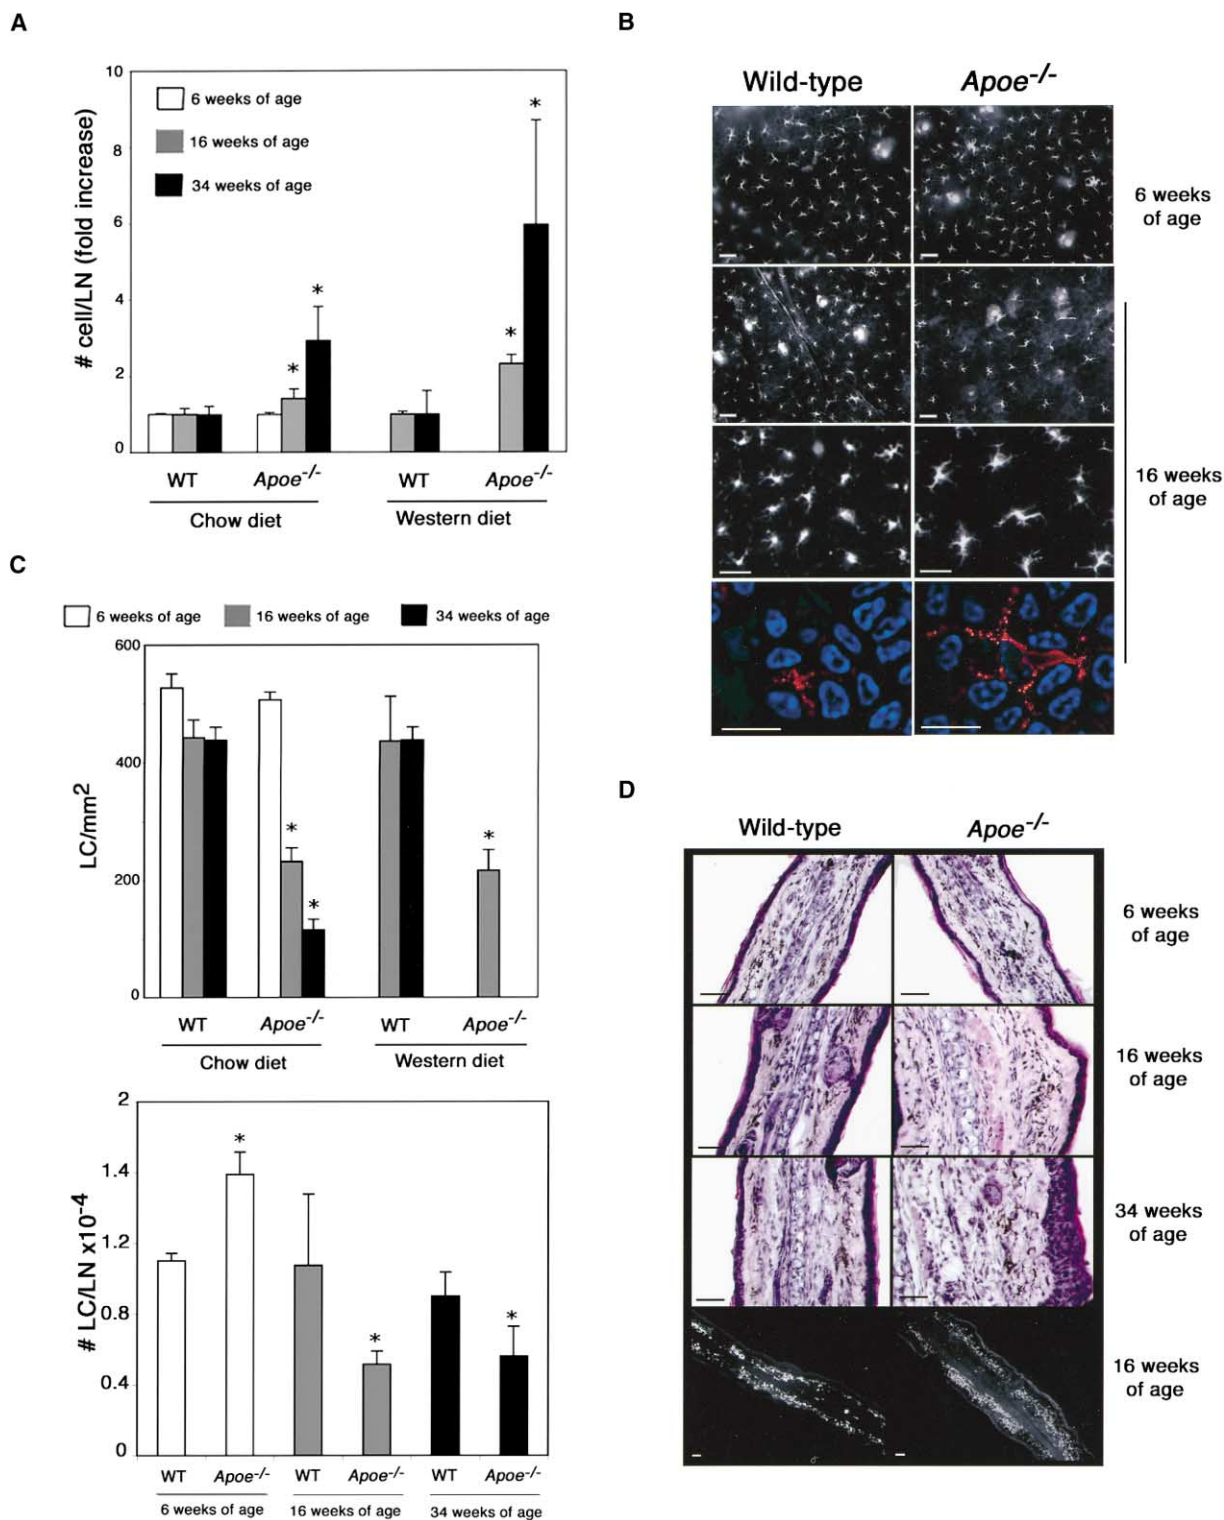 A
10
8
6
4
2
0
# cell/LN (fold increase)
6 weeks of age
16 weeks of age
34 weeks of age
*
*
*
*
WT
Apoe-/-
WT
Apoe-/-
Chow diet
Western diet
B
Wild-type
Apoe-/-
6 weeks
of age
16 weeks
of age
C
6 weeks of age
16 weeks of age
34 weeks of age
600
400
200
0
LC/mm2
*
*
*
WT
Apoe-/-
WT
Apoe-/-
Chow diet
Western diet
2
1.4
1.2
0.8
0.4
0
# LC/LN x10-4
*
*
*
WT
Apoe-/-
WT
Apoe-/-
WT
Apoe-/-
6 weeks of age
16 weeks of age
34 weeks of age
D
Wild-type
Apoe-/-
6 weeks
of age
16 weeks
of age
34 weeks
of age
16 weeks
of age